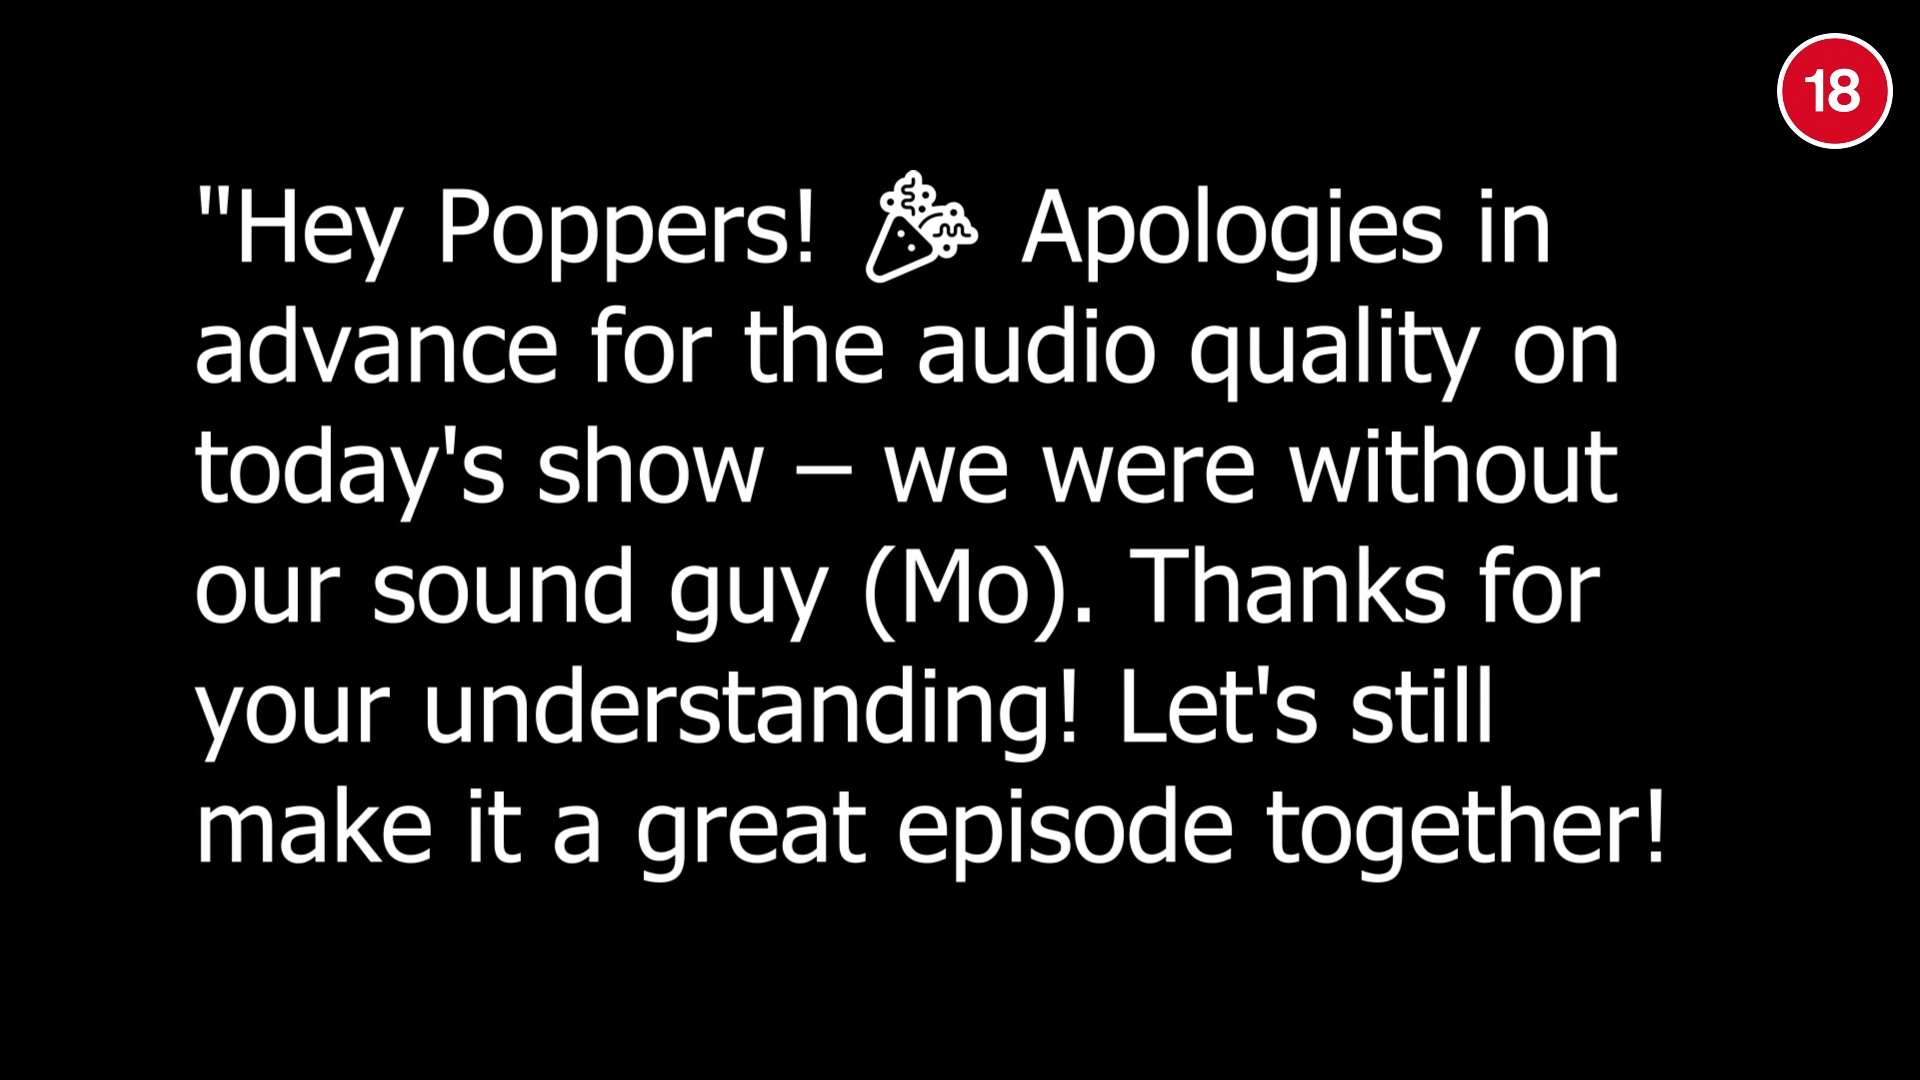 18
"Hey Poppers! 🎉 Apologies in
advance for the audio quality on
today's show – we were without
our sound guy (Mo). Thanks for
your understanding! Let's still
make it a great episode together!